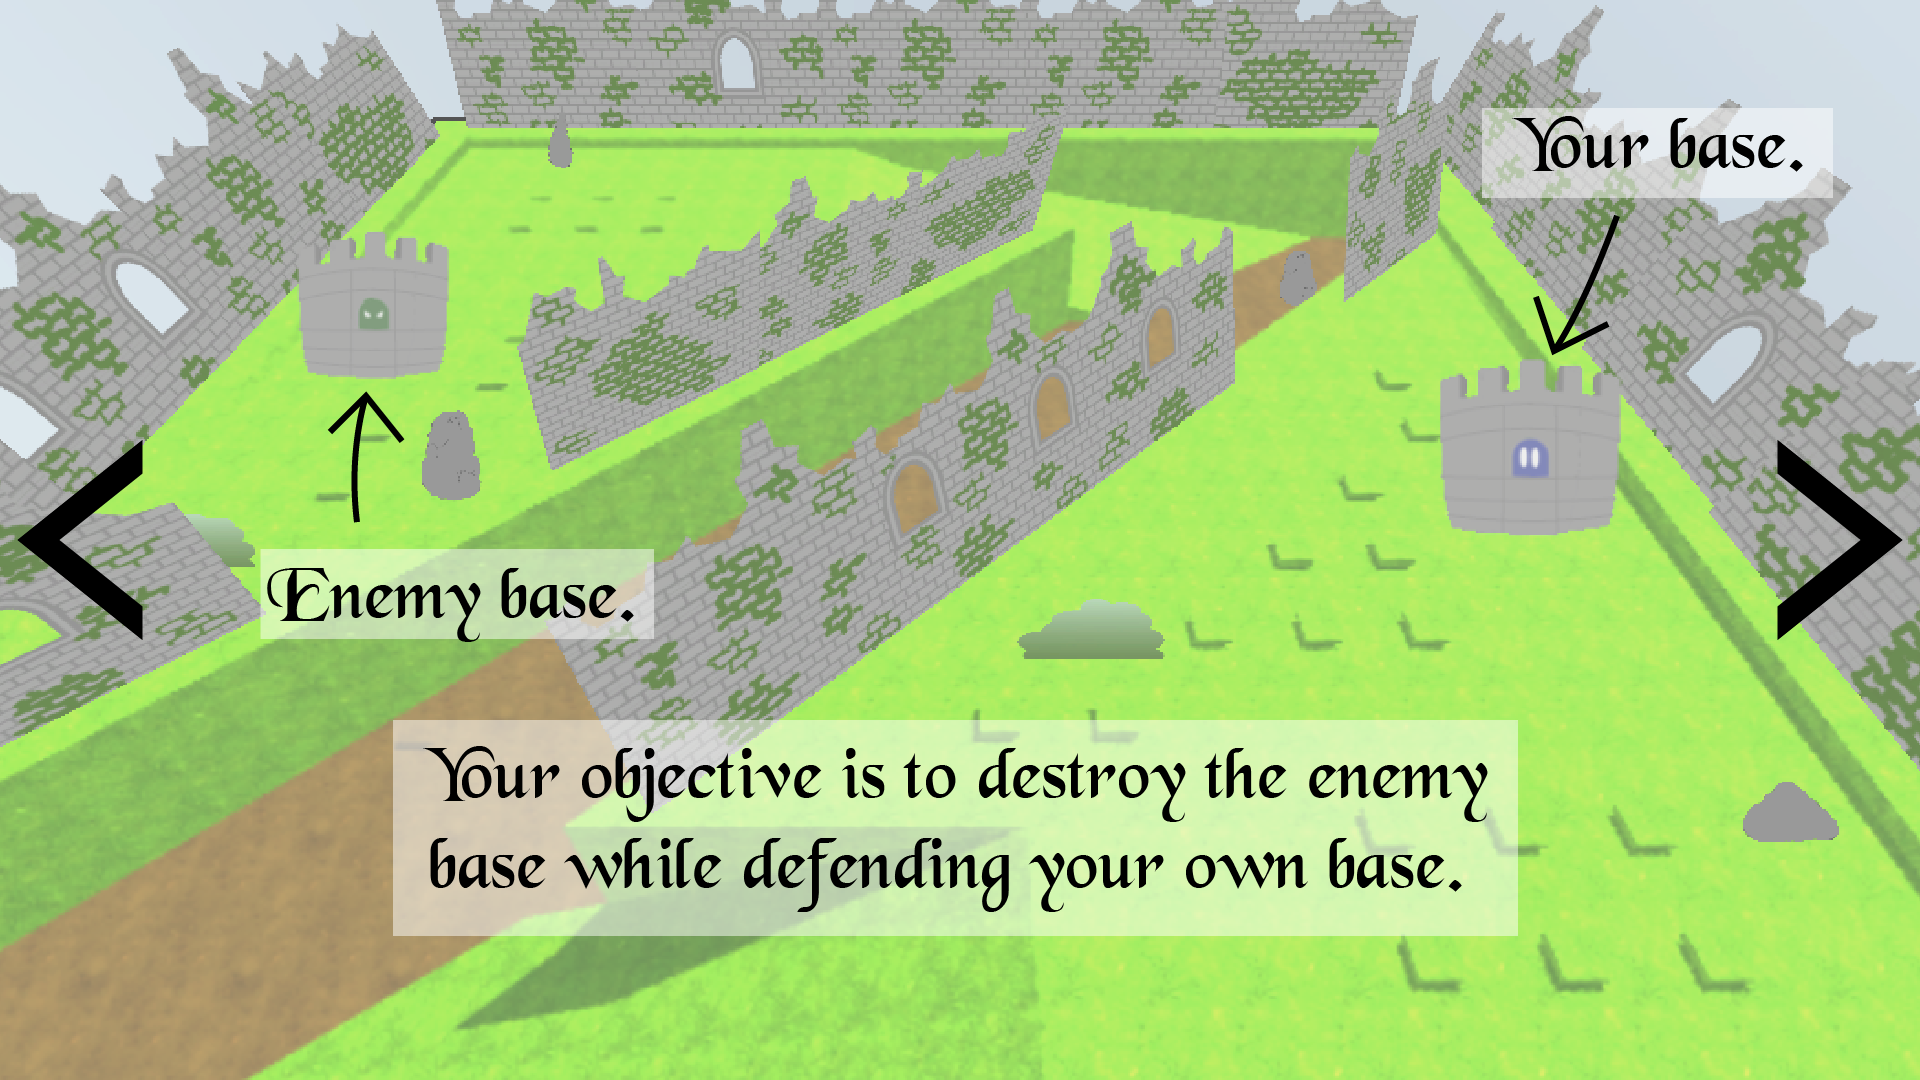 Your base.
Enemy base.
Your objective is to destroy the enemy
base while defending your own base.